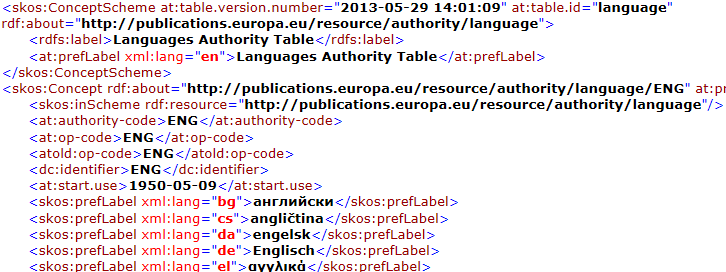 <skos:ConceptScheme at:table.version.number="2013-05-29 14:01:09" at:table.id="language"
rdf:about="http://publications.europa.eu/resource/authority/language">
<rdfs:label>Languages Authority Table</rdfs:label>
<at:prefLabel xml:lang="en">Languages Authority Table</at:prefLabel>
</skos:ConceptScheme>
<skos:Concept rdf:about="http://publications.europa.eu/resource/authority/language/ENG" at:pr
<skos:inScheme rdf:resource="http://publications.europa.eu/resource/authority/language"/>
<at:authority-code>ENG</at:authority-code>
<at:op-code>ENG</at:op-code>
<atold:op-code>ENG</atold:op-code>
<dc:identifier>ENG</dc:identifier>
<at:start.use>1950-05-09</at:start.use>
<skos:prefLabel xml:lang="bg">английски</skos:prefLabel>
<skos:prefLabel xml:lang="cs">angličtina</skos:prefLabel>
<skos:prefLabel xml:lang="da">engelsk</skos:prefLabel>
<skos:prefLabel xml:lang="de">Englisch</skos:prefLabel>
<skos:prefLabel xml:lang="el">αγγλικά</skos:prefLabel>